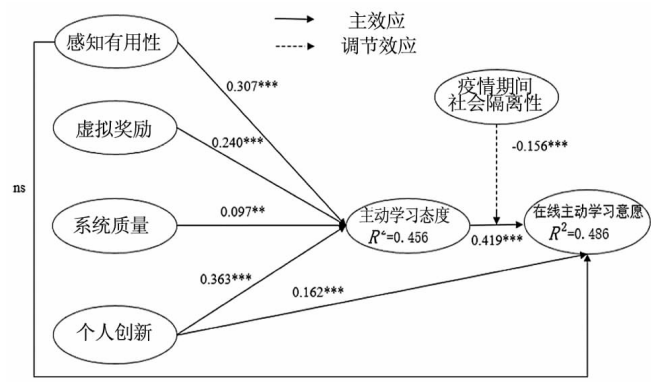 主效应
调节效应
感知有用性
0.307***
疫情期间
社会隔离性
虚拟奖励
0.240***
-0.156***
ns
系统质量
0.097**
主动学习态度
R²=0.456
0.419***
在线主动学习意愿
R²=0.486
0.363***
0.162***
个人创新